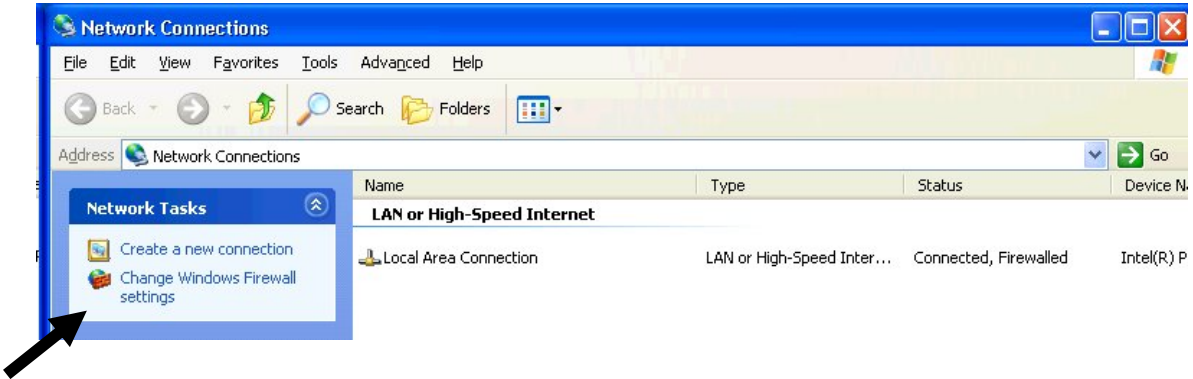 Network Connections
File Edit View Favorites Tools Advanced Help
Back Search Folders
Address Network Connections Go
Name Type Status Device N
Network Tasks
LAN or High-Speed Internet
Create a new connection
Local Area Connection LAN or High-Speed Inter... Connected, Firewalled Intel(R) P
Change Windows Firewall
settings